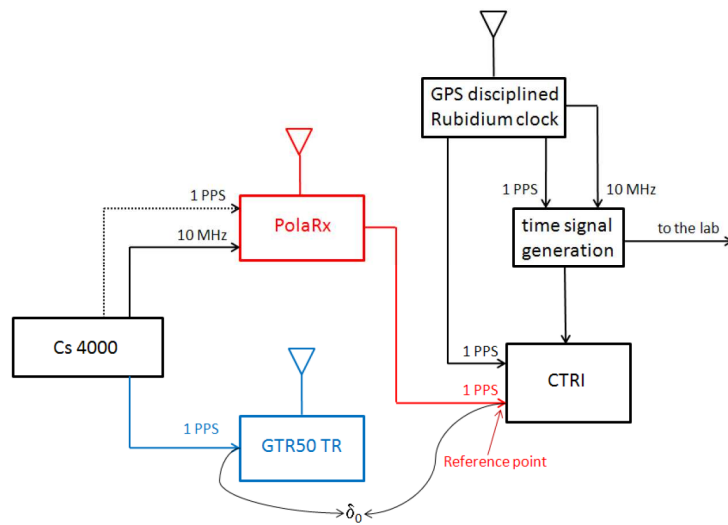 GPS disciplined
Rubidium clock
1 PPS
1 PPS
10 MHz
PolaRx
time signal
generation
to the lab
10 MHz
Cs 4000
1 PPS
CTRI
1 PPS
1 PPS
GTR50 TR
Reference point
δ̂₀